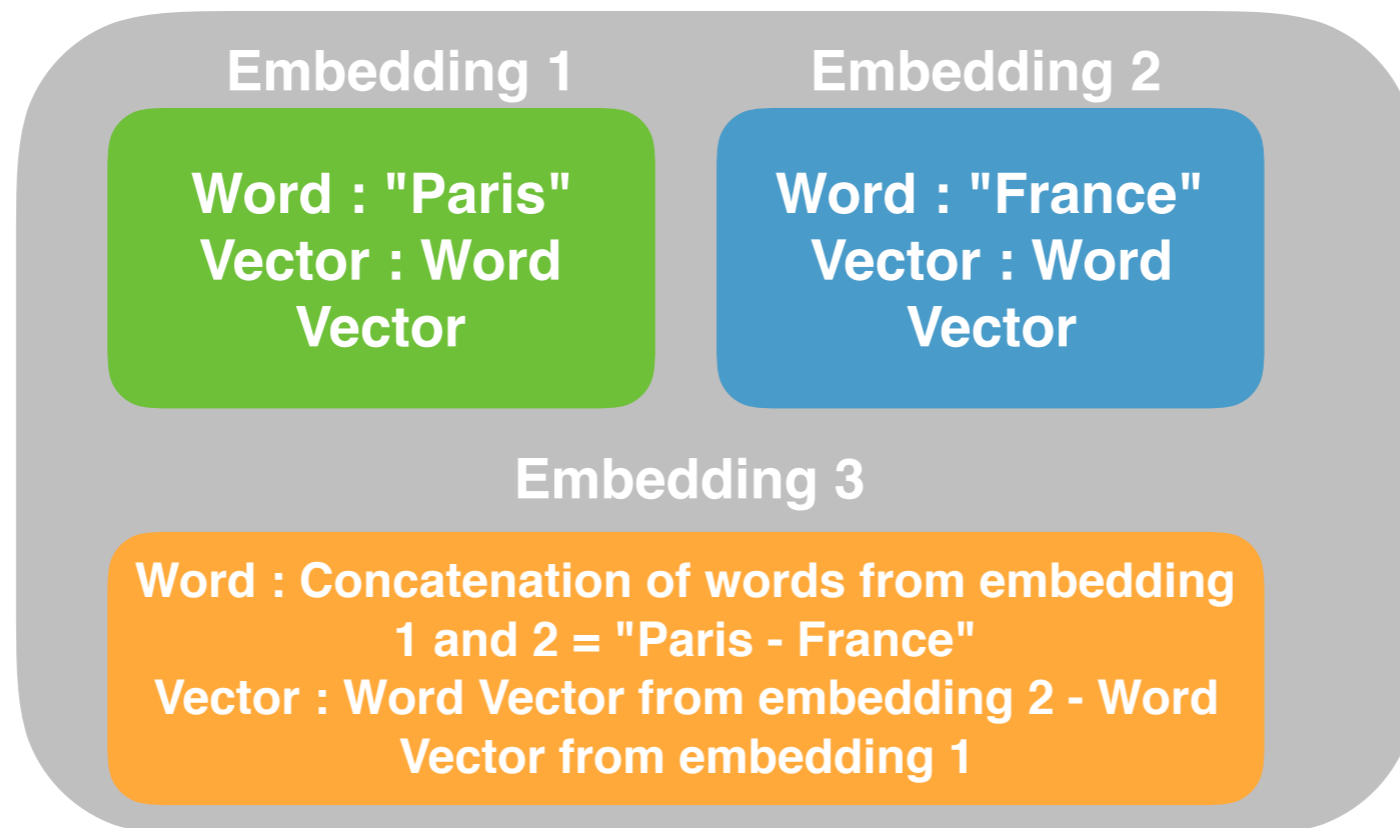 Embedding 1
Word : "Paris"
Vector : Word
Vector
Embedding 2
Word : "France"
Vector : Word
Vector
Embedding 3
Word : Concatenation of words from embedding
1 and 2 = "Paris - France"
Vector : Word Vector from embedding 2 - Word
Vector from embedding 1